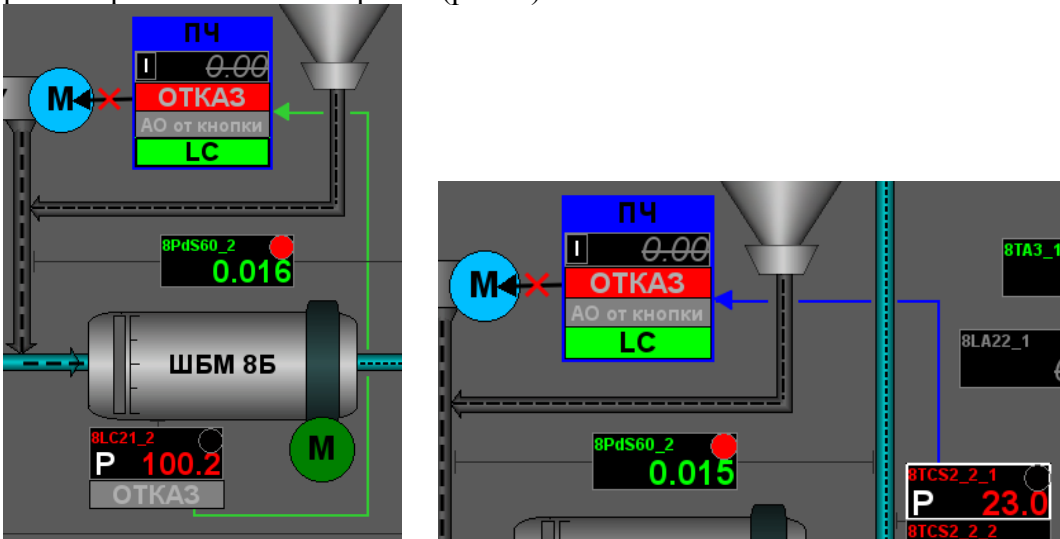 ПЧ
I 0.00
М
ОТКАЗ
АО от кнопки
LC
8PdS60_2
0.016
ШБМ 8Б
8LC21_2
Р 100.2
М
ОТКАЗ
ПЧ
I 0.00
М
ОТКАЗ
АО от кнопки
LC
8TA3_1
8LA22_1
8PdS60_2
0.015
8TCS2_2_1
Р 23.0
8TCS2_2_2